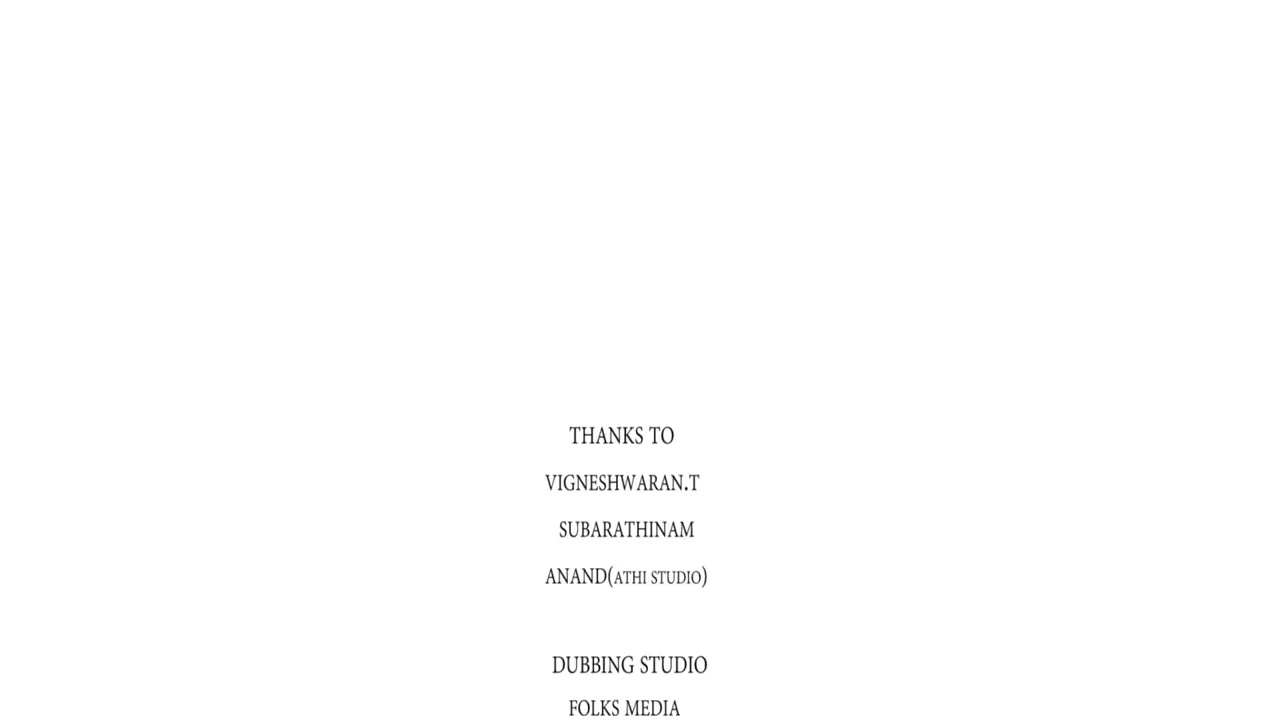 THANKS TO
VIGNESHWARAN.T
SUBARATHINAM
ANAND(ATHI STUDIO)
DUBBING STUDIO
FOLKS MEDIA